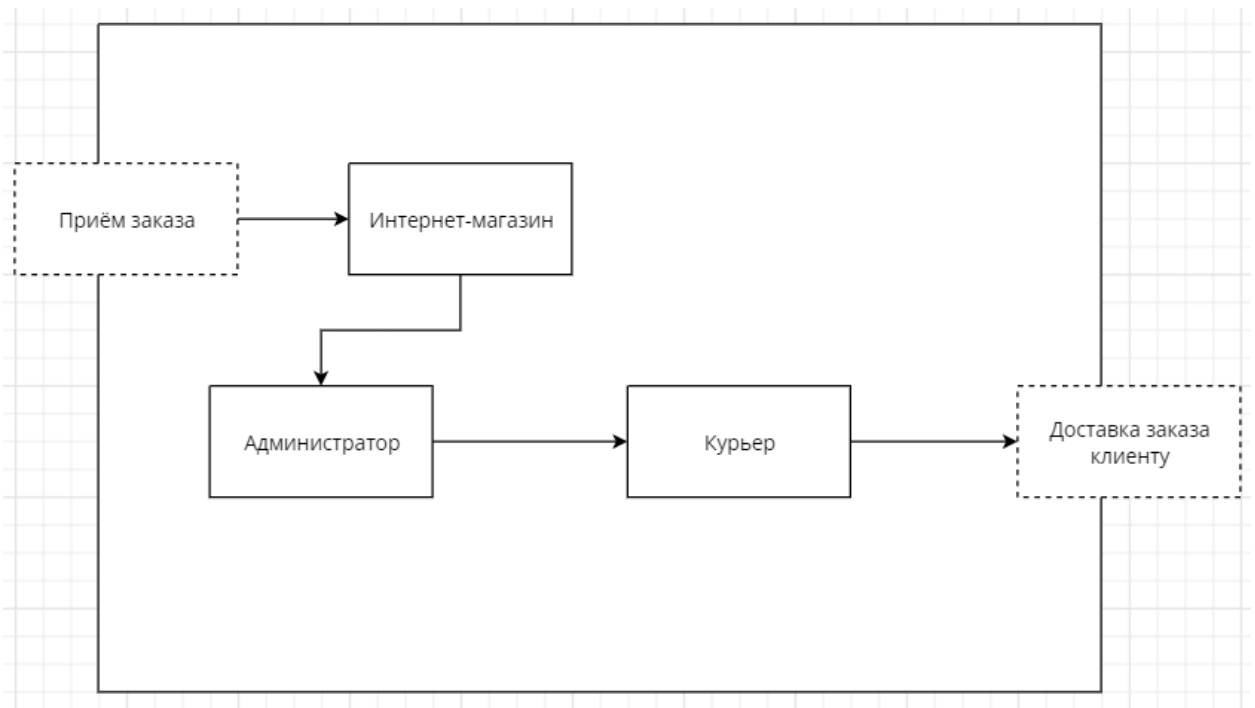 Приём заказа
Интернет-магазин
Администратор
Курьер
Доставка заказа
клиенту